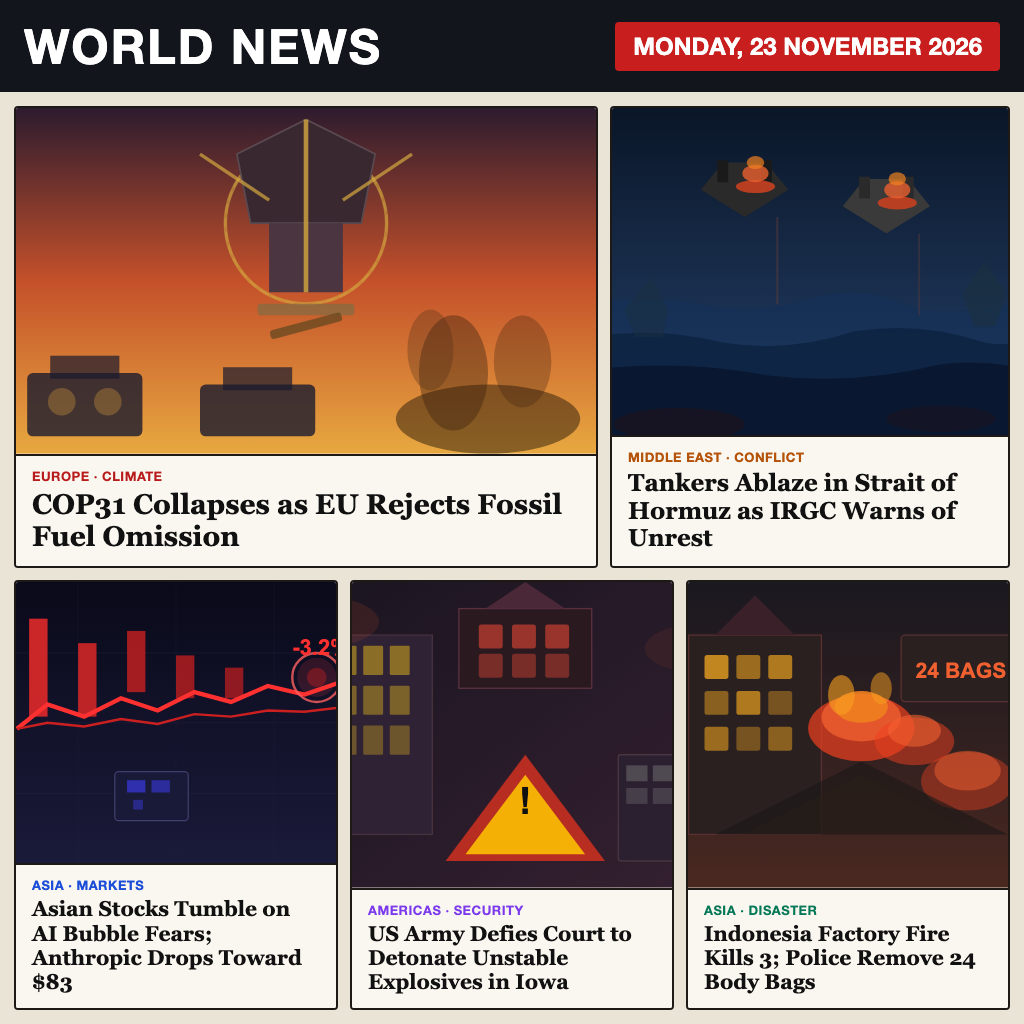 WORLD NEWS
MONDAY, 23 NOVEMBER 2026
EUROPE · CLIMATE
COP31 Collapses as EU Rejects Fossil
Fuel Omission
MIDDLE EAST · CONFLICT
Tankers Ablaze in Strait of
Hormuz as IRGC Warns of
Unrest
-3.2%
ASIA · MARKETS
Asian Stocks Tumble on
AI Bubble Fears;
Anthropic Drops Toward
$83
!
AMERICAS · SECURITY
US Army Defies Court to
Detonate Unstable
Explosives in Iowa
24 BAGS
ASIA · DISASTER
Indonesia Factory Fire
Kills 3; Police Remove 24
Body Bags